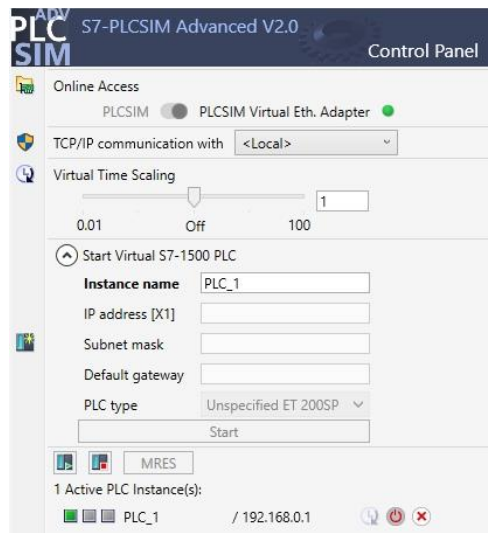 ADV
PLC
SIM
S7-PLCSIM Advanced V2.0
Control Panel
Online Access
PLCSIM PLCSIM Virtual Eth. Adapter
TCP/IP communication with <Local>
Virtual Time Scaling
1
0.01 Off 100
Start Virtual S7-1500 PLC
Instance name PLC_1
IP address [X1]
Subnet mask
Default gateway
PLC type Unspecified ET 200SP
Start
MRES
1 Active PLC Instance(s):
PLC_1 / 192.168.0.1